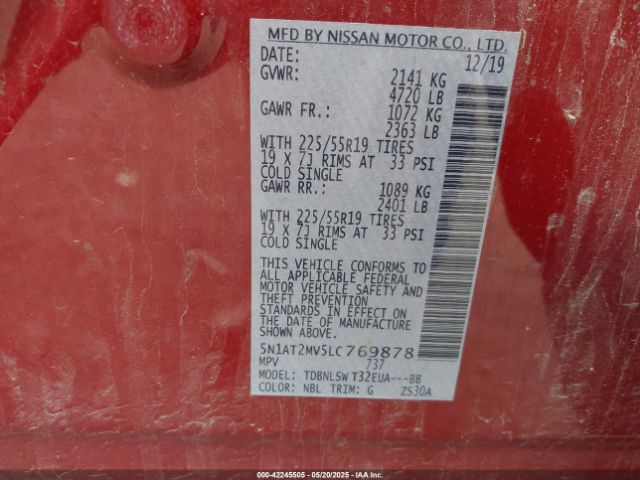 MFD BY NISSAN MOTOR CO., LTD.
DATE: 12/19
GVWR: 2141 KG
4720 LB
GAWR FR.: 1072 KG
2363 LB
WITH 225/55R19 TIRES
19 X 7J RIMS AT 33 PSI
COLD SINGLE
GAWR RR.: 1089 KG
2401 LB
WITH 225/55R19 TIRES
19 X 7J RIMS AT 33 PSI
COLD SINGLE
THIS VEHICLE CONFORMS TO
ALL APPLICABLE FEDERAL
MOTOR VEHICLE SAFETY AND
THEFT PREVENTION
STANDARDS IN EFFECT ON
THE DATE OF MANUFACTURE
SHOWN ABOVE.
5N1AT2MV5LC769878
MPV 737
MODEL: TDBNLSW T32EUA---BB
COLOR: NBL TRIM: G ZS30A
000-42245505 - 05/20/2025 - IAAI.com